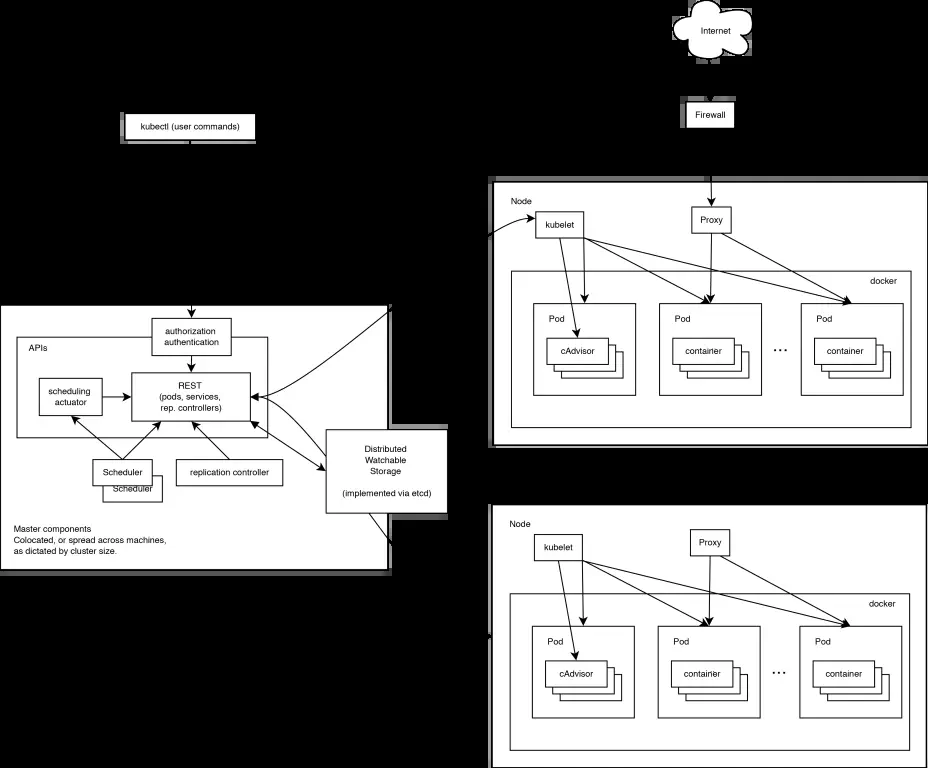 Internet
Firewall
kubectl (user commands)
Node
kubelet
Proxy
docker
Pod
cAdvisor
Pod
container
...
Pod
container
authorization
authentication
APIs
scheduling
actuator
REST
(pods, services,
rep. controllers)
Scheduler
Scheduler
replication controller
Distributed
Watchable
Storage
(implemented via etcd)
Master components
Colocated, or spread across machines,
as dictated by cluster size.
Node
kubelet
Proxy
docker
Pod
cAdvisor
Pod
container
...
Pod
container